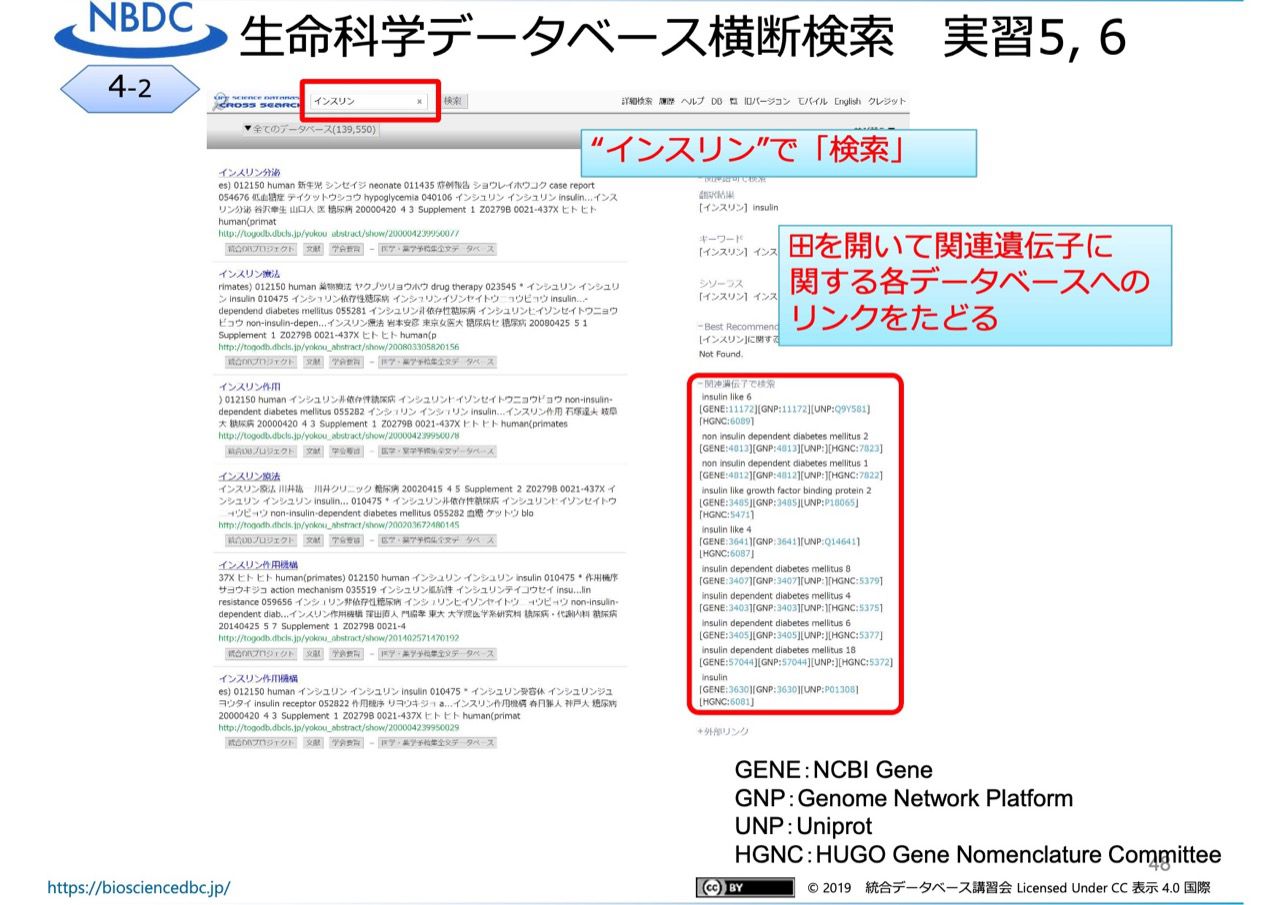 NBDC
生命科学データベース横断検索　実習5, 6
4-2
LIFE SCIENCE DATABASE
CROSS SEARCH
インスリン × 検索
詳細検索 履歴 ヘルプ DB 旧バージョン モバイル English クレジット
▼全てのデータベース(139,550)
“インスリン”で「検索」
インスリン分泌
es) 012150 human 新生児 シンセイジ neonate 011435 症例報告 ショウレイホウコク case report
054676 低血糖症 テイケットウショウ hypoglycemia 040106 インシュリン インシュリン insulin...インス
リン分泌 谷沢幸生 山口大 医 糖尿病 20000420 4 3 Supplement 1 Z0279B 0021-437X ヒト ヒト
human(primat
http://togodb.dbcls.jp/yokou_abstract/show/200004239950077
統合DBプロジェクト 文献 学会要旨 － 医学・薬学予稿集全文データベース
インスリン療法
rimates) 012150 human 薬物療法 ヤクブツリョウホウ drug therapy 023545 * インシュリン インシュリ
ン insulin 010475 インシュリン依存性糖尿病 インシュリンイゾンセイトウニョウビョウ insulin...-
dependend diabetes mellitus 055281 インシュリン非依存性糖尿病 インシュリンヒイゾンセイトウニョウ
ビョウ non-insulin-depen...インスリン療法 岩本安彦 東京女医大 糖尿病セ 糖尿病 20080425 5 1
Supplement 1 Z0279B 0021-437X ヒト ヒト human(p
http://togodb.dbcls.jp/yokou_abstract/show/200803305820156
統合DBプロジェクト 文献 学会要旨 － 医学・薬学予稿集全文データベース
インスリン作用
) 012150 human インシュリン非依存性糖尿病 インシュリンヒイゾンセイトウニョウビョウ non-insulin-
dependent diabetes mellitus 055282 インシュリン インシュリン insulin...インスリン作用 石塚達夫 岐阜
大 糖尿病 20000420 4 3 Supplement 1 Z0279B 0021-437X ヒト ヒト human(primates
http://togodb.dbcls.jp/yokou_abstract/show/200004239950078
統合DBプロジェクト 文献 学会要旨 － 医学・薬学予稿集全文データベース
インスリン療法
インスリン療法 川井紘一 川井クリニック 糖尿病 20020415 4 5 Supplement 2 Z0279B 0021-437X イ
ンシュリン インシュリン insulin... 010475 * インシュリン非依存性糖尿病 インシュリンヒイゾンセイトウ
ニョウビョウ non-insulin-dependent diabetes mellitus 055282 血糖 ケットウ blo
http://togodb.dbcls.jp/yokou_abstract/show/200203672480145
統合DBプロジェクト 文献 学会要旨 － 医学・薬学予稿集全文データベース
インスリン作用機構
37X ヒト ヒト human(primates) 012150 human インシュリン インシュリン insulin 010475 * 作用機序
サヨウキジョ action mechanism 035519 インシュリン抵抗性 インシュリンテイコウセイ insu...lin
resistance 059656 インシュリン非依存性糖尿病 インシュリンヒイゾンセイトウニョウビョウ non-insulin-
dependent diab...インスリン作用機構 窪田直人 門脇孝 東大 大学院医学系研究科 糖尿病・代謝内科 糖尿病
20140425 5 7 Supplement 1 Z0279B 0021-4
http://togodb.dbcls.jp/yokou_abstract/show/201402571470192
統合DBプロジェクト 文献 学会要旨 － 医学・薬学予稿集全文データベース
インスリン作用機構
es) 012150 human インシュリン インシュリン insulin 010475 * インシュリン受容体 インシュリンジュ
ヨウタイ insulin receptor 052822 作用機序 サヨウキジョ a...インスリン作用機構 春日雅人 神戸大 糖尿病
20000420 4 3 Supplement 1 Z0279B 0021-437X ヒト ヒト human(primat
http://togodb.dbcls.jp/yokou_abstract/show/200004239950029
統合DBプロジェクト 文献 学会要旨 － 医学・薬学予稿集全文データベース
翻訳結果
[インスリン] insulin
キーワード
[インスリン] インス
シソーラス
[インスリン] インス
−Best Recommend
[インスリン]に関する
Not Found.
田を開いて関連遺伝子に
関する各データベースへの
リンクをたどる
−関連遺伝子で検索
insulin like 6
[GENE:11172][GNP:11172][UNP:Q9Y581]
[HGNC:6089]
non insulin dependent diabetes mellitus 2
[GENE:4813][GNP:4813][UNP:][HGNC:7823]
non insulin dependent diabetes mellitus 1
[GENE:4812][GNP:4812][UNP:][HGNC:7822]
insulin like growth factor binding protein 2
[GENE:3485][GNP:3485][UNP:P18065]
[HGNC:5471]
insulin like 4
[GENE:3641][GNP:3641][UNP:Q14641]
[HGNC:6087]
insulin dependent diabetes mellitus 8
[GENE:3407][GNP:3407][UNP:][HGNC:5379]
insulin dependent diabetes mellitus 4
[GENE:3403][GNP:3403][UNP:][HGNC:5375]
insulin dependent diabetes mellitus 6
[GENE:3405][GNP:3405][UNP:][HGNC:5377]
insulin dependent diabetes mellitus 18
[GENE:57044][GNP:57044][UNP:][HGNC:5372]
insulin
[GENE:3630][GNP:3630][UNP:P01308]
[HGNC:6081]
+外部リンク
GENE：NCBI Gene
GNP：Genome Network Platform
UNP：Uniprot
HGNC：HUGO Gene Nomenclature Committee
48
https://biosciencedbc.jp/
cc BY
© 2019　統合データベース講習会 Licensed Under CC 表示 4.0 国際